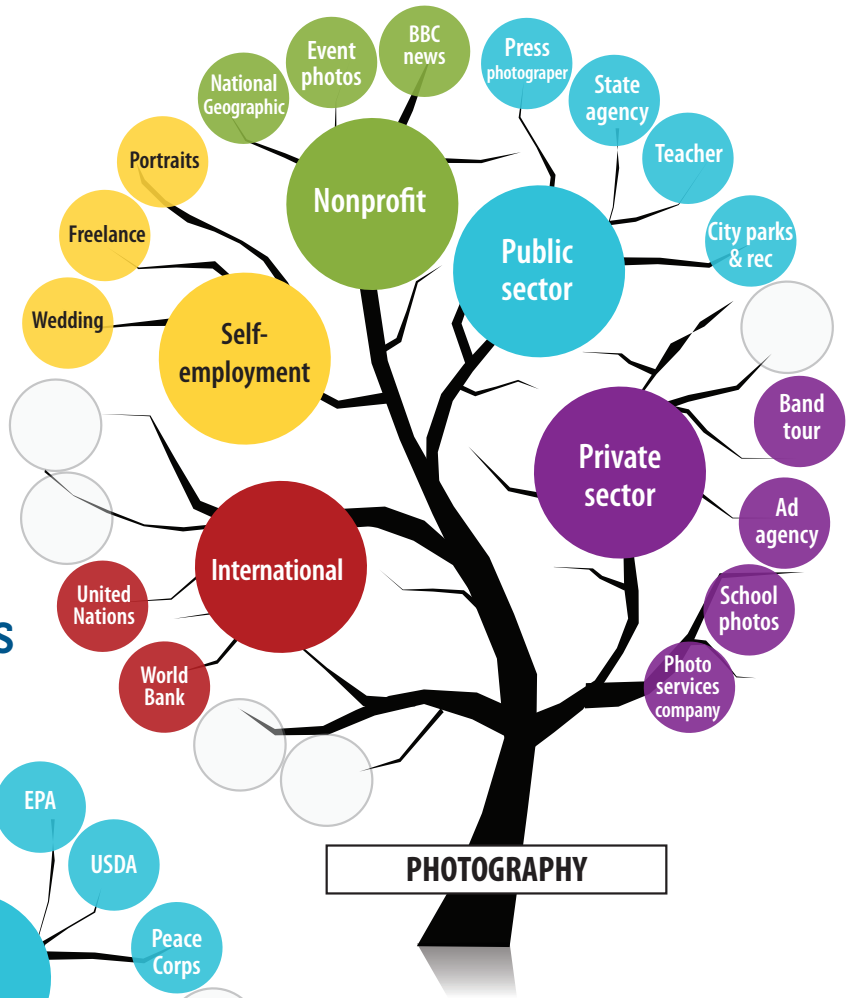 BBC
news
Event
photos
National
Geographic
Press
photograper
State
agency
Teacher
City parks
& rec
Nonprofit
Public
sector
Portraits
Freelance
Wedding
Self-
employment
Band
tour
Private
sector
Ad
agency
School
photos
Photo
services
company
International
United
Nations
World
Bank
s
PHOTOGRAPHY
EPA
USDA
Peace
Corps